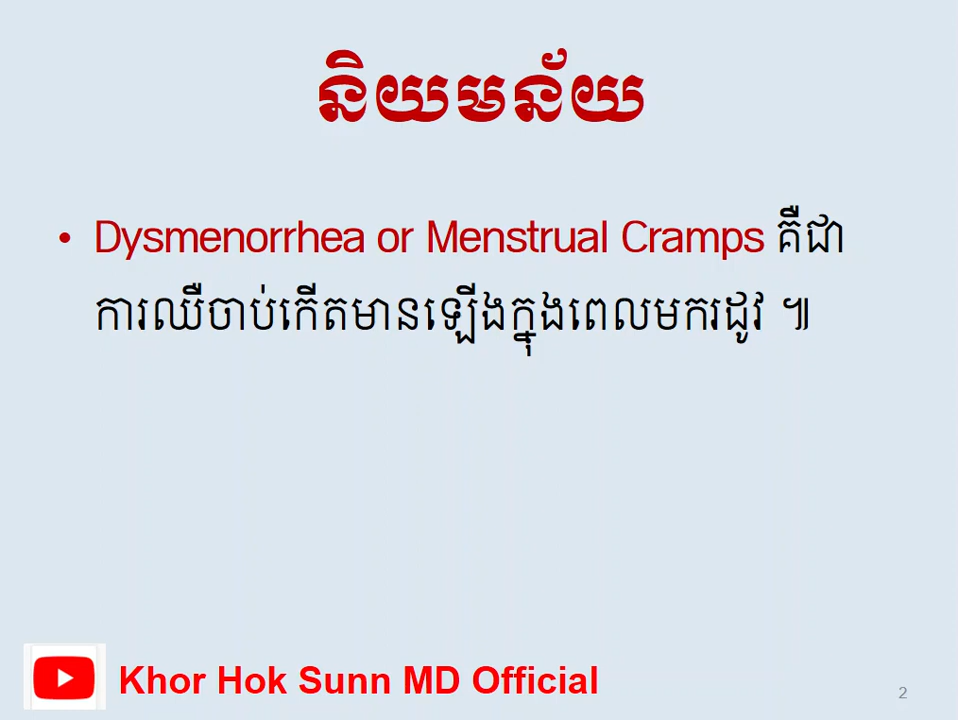 និយមន័យ
• Dysmenorrhea or Menstrual Cramps គឺជា
ការឈឺចាប់កើតមានឡើងក្នុងពេលមករដូវ ៕
Khor Hok Sunn MD Official
2